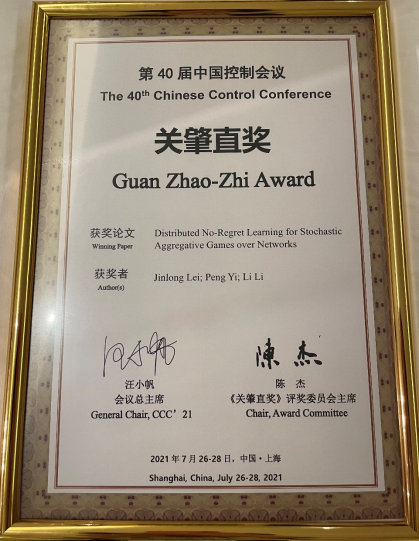 第 40 届中国控制会议
The 40th Chinese Control Conference
关肇直奖
Guan Zhao-Zhi Award
获奖论文 Distributed No-Regret Learning for Stochastic
Winning Paper Aggregative Games over Networks
获奖者 Jinlong Lei; Peng Yi; Li Li
Author(s)
汪小帆 陳杰
汪小帆 陈 杰
会议总主席 《关肇直奖》评奖委员会主席
General Chair, CCC’21 Chair, Award Committee
2021 年 7 月 26-28 日，中国·上海
Shanghai, China, July 26-28, 2021